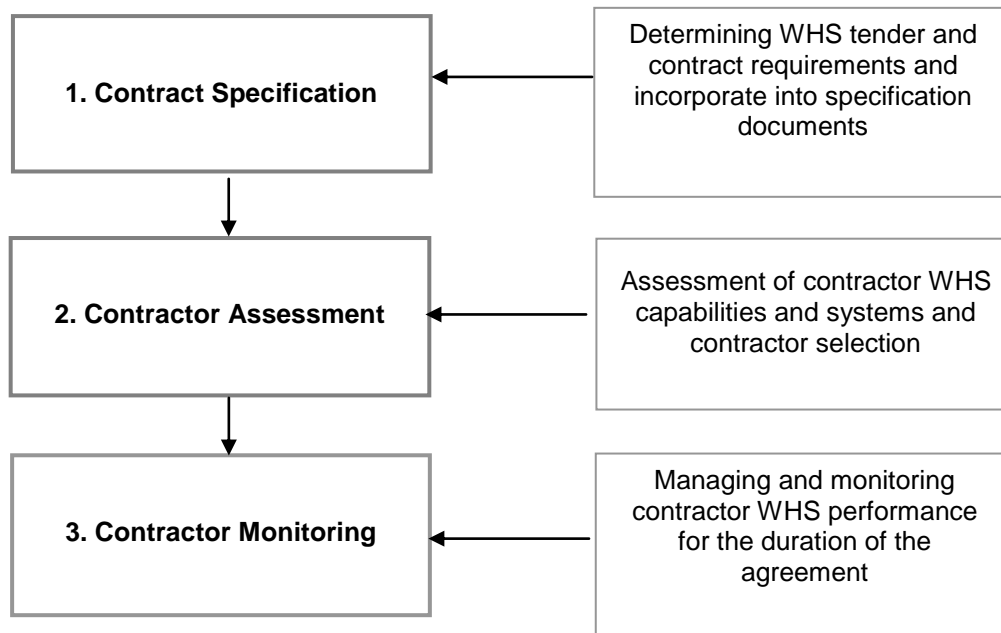 1. Contract Specification
Determining WHS tender and
contract requirements and
incorporate into specification
documents
2. Contractor Assessment
Assessment of contractor WHS
capabilities and systems and
contractor selection
3. Contractor Monitoring
Managing and monitoring
contractor WHS performance
for the duration of the
agreement